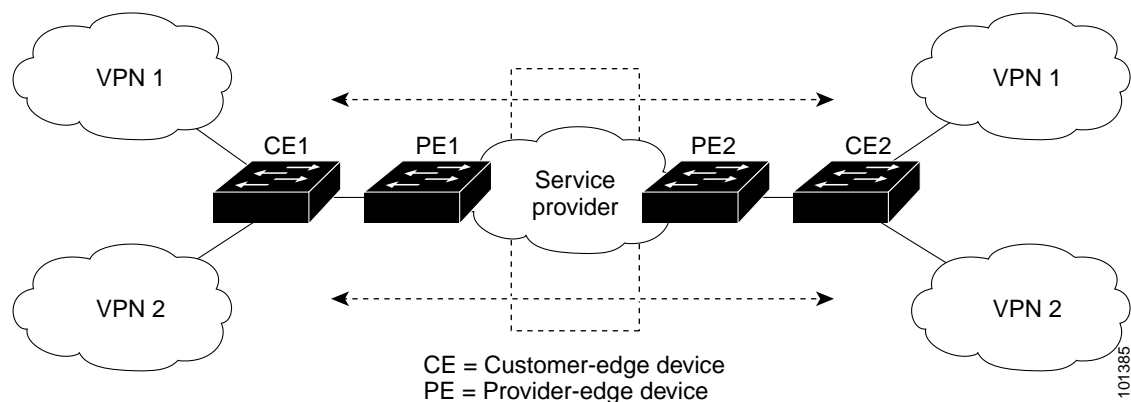 VPN 1
VPN 1
CE1
PE1
PE2
CE2
Service
provider
VPN 2
VPN 2
CE = Customer-edge device
PE = Provider-edge device
101385